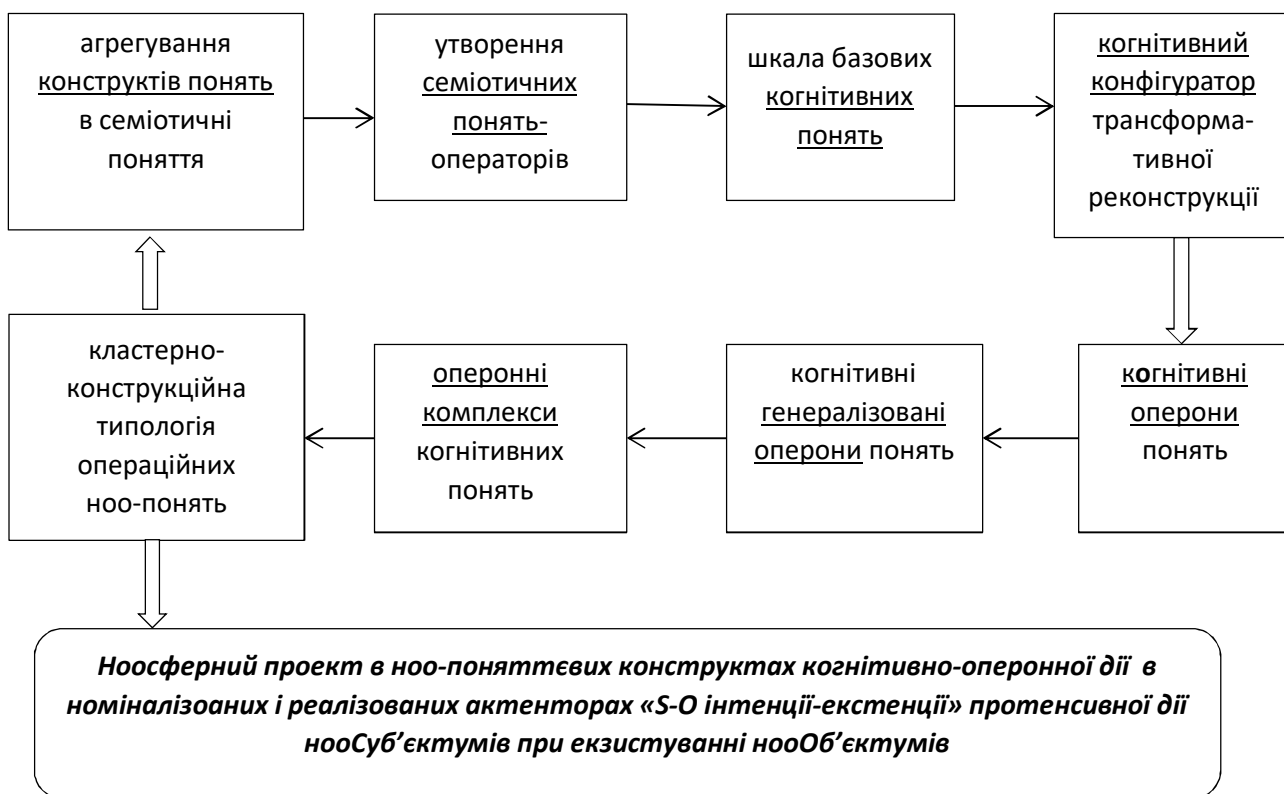 агрегування
конструктів понять
в семіотичні
поняття
утворення
семіотичних
понять-
операторів
шкала базових
когнітивних
понять
когнітивний
конфігуратор
трансформа-
тивної
реконструкції
кластерно-
конструкційна
типологія
операційних
ноо-понять
оперонні
комплекси
когнітивних
понять
когнітивні
генералізовані
оперони понять
когнітивні
оперони
понять
Ноосферний проект в ноо-поняттєвих конструктах когнітивно-оперонної дії в
номіналізоаних і реалізованих актенторах «S-O інтенції-екстенції» протенсивної дії
нооСуб’єктумів при екзистуванні нооОб’єктумів